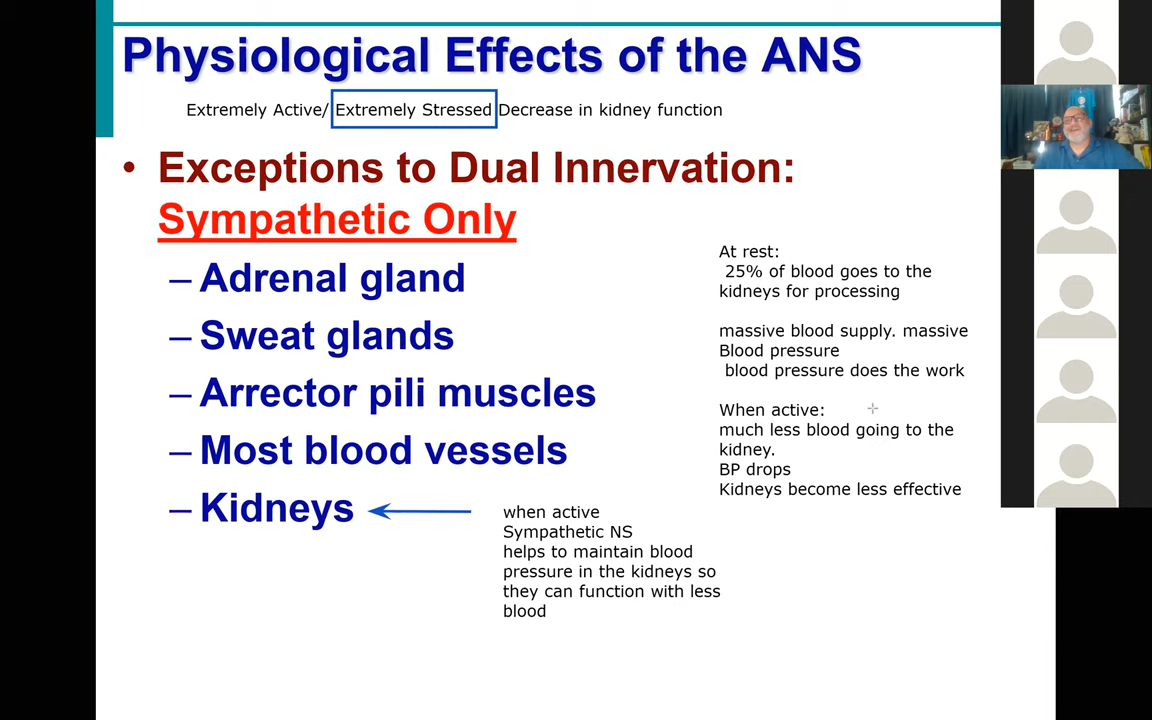 Physiological Effects of the ANS
Extremely Active/ Extremely Stressed Decrease in kidney function
• Exceptions to Dual Innervation:
Sympathetic Only
– Adrenal gland
– Sweat glands
– Arrector pili muscles
– Most blood vessels
– Kidneys
At rest:
25% of blood goes to the
kidneys for processing
massive blood supply. massive
Blood pressure
blood pressure does the work
When active:
much less blood going to the
kidney.
BP drops
Kidneys become less effective
when active
Sympathetic NS
helps to maintain blood
pressure in the kidneys so
they can function with less
blood